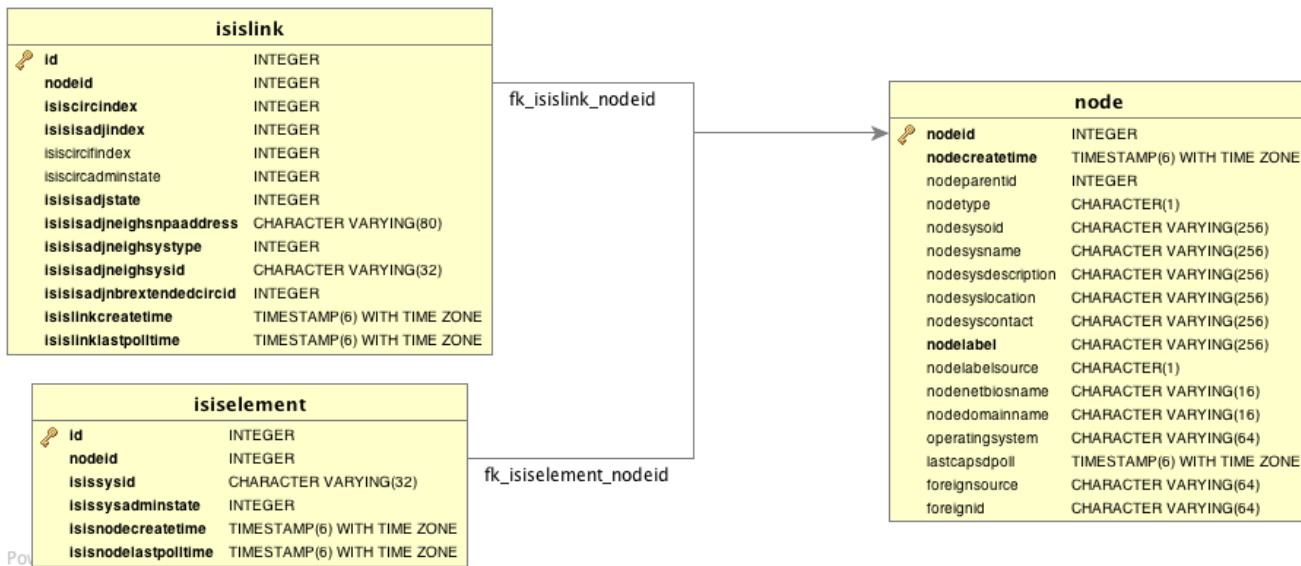 isislink
id INTEGER
nodeid INTEGER
isiscircindex INTEGER
isisisadjindex INTEGER
isiscircifindex INTEGER
isiscircadminstate INTEGER
isisisadjstate INTEGER
isisisadjneighsnpaaddress CHARACTER VARYING(80)
isisisadjneighsystype INTEGER
isisisadjneighsysid CHARACTER VARYING(32)
isisisadjnbrextendedcircid INTEGER
isislinkcreatetime TIMESTAMP(6) WITH TIME ZONE
isislinklastpolltime TIMESTAMP(6) WITH TIME ZONE
fk_isislink_nodeid
node
nodeid INTEGER
nodecreatetime TIMESTAMP(6) WITH TIME ZONE
nodeparentid INTEGER
nodetype CHARACTER(1)
nodesysoid CHARACTER VARYING(256)
nodesysname CHARACTER VARYING(256)
nodesysdescription CHARACTER VARYING(256)
nodesyslocation CHARACTER VARYING(256)
nodesyscontact CHARACTER VARYING(256)
nodelabel CHARACTER VARYING(256)
nodelabelsource CHARACTER(1)
nodenetbiosname CHARACTER VARYING(16)
nodedomainname CHARACTER VARYING(16)
operatingsystem CHARACTER VARYING(64)
lastcapsdpoll TIMESTAMP(6) WITH TIME ZONE
foreignsource CHARACTER VARYING(64)
foreignid CHARACTER VARYING(64)
isiselement
id INTEGER
nodeid INTEGER
isissysid CHARACTER VARYING(32)
isissysadminstate INTEGER
isisnodecreatetime TIMESTAMP(6) WITH TIME ZONE
isisnodelastpolltime TIMESTAMP(6) WITH TIME ZONE
fk_isiselement_nodeid